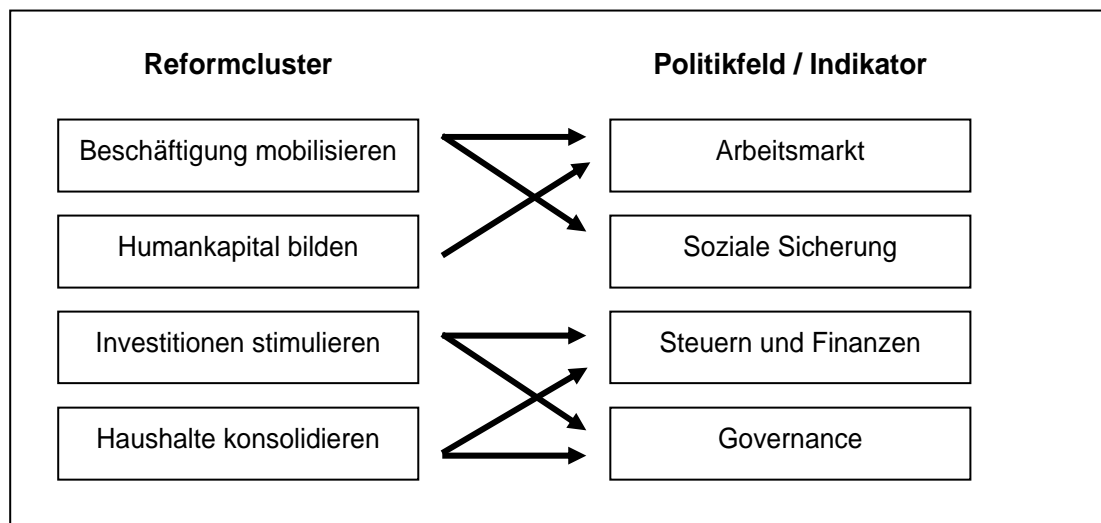 Reformcluster
Politikfeld / Indikator
Beschäftigung mobilisieren
Arbeitsmarkt
Humankapital bilden
Soziale Sicherung
Investitionen stimulieren
Steuern und Finanzen
Haushalte konsolidieren
Governance